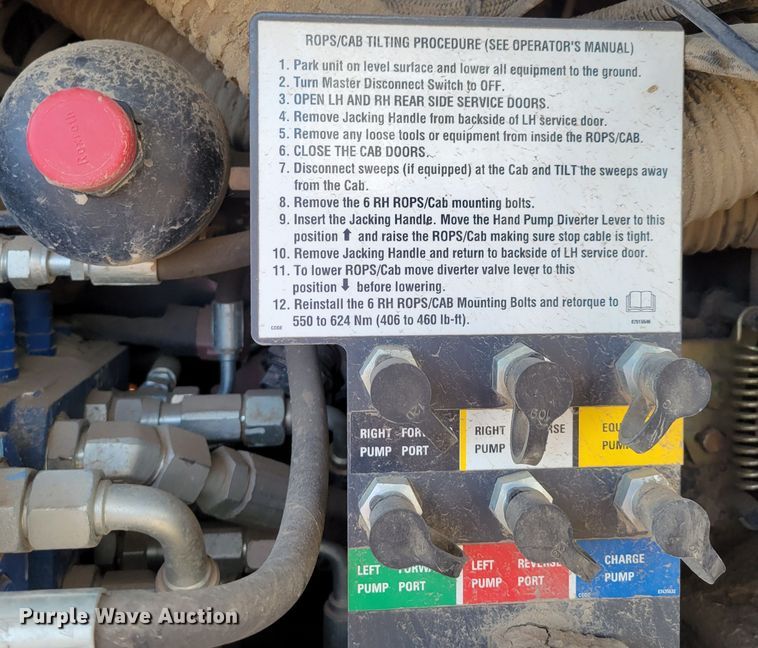 ROPS/CAB TILTING PROCEDURE (SEE OPERATOR'S MANUAL)
1. Park unit on level surface and lower all equipment to the ground.
2. Turn Master Disconnect Switch to OFF.
3. OPEN LH AND RH REAR SIDE SERVICE DOORS.
4. Remove Jacking Handle from backside of LH service door.
5. Remove any loose tools or equipment from inside the ROPS/CAB.
6. CLOSE THE CAB DOORS.
7. Disconnect sweeps (if equipped) at the Cab and TILT the sweeps away
from the Cab.
8. Remove the 6 RH ROPS/Cab mounting bolts.
9. Insert the Jacking Handle. Move the Hand Pump Diverter Lever to this
position ⬆ and raise the ROPS/Cab making sure stop cable is tight.
10. Remove Jacking Handle and return to backside of LH service door.
11. To lower ROPS/Cab move diverter valve lever to this
position ⬇ before lowering.
12. Reinstall the 6 RH ROPS/CAB Mounting Bolts and retorque to
550 to 624 Nm (406 to 460 lb-ft).
Rexroth
RIGHT
PUMP PORT
RIGHT
PUMP
LEFT
PUMP PORT
LEFT REVERSE
PUMP PORT
CHARGE
PUMP
Purple Wave Auction